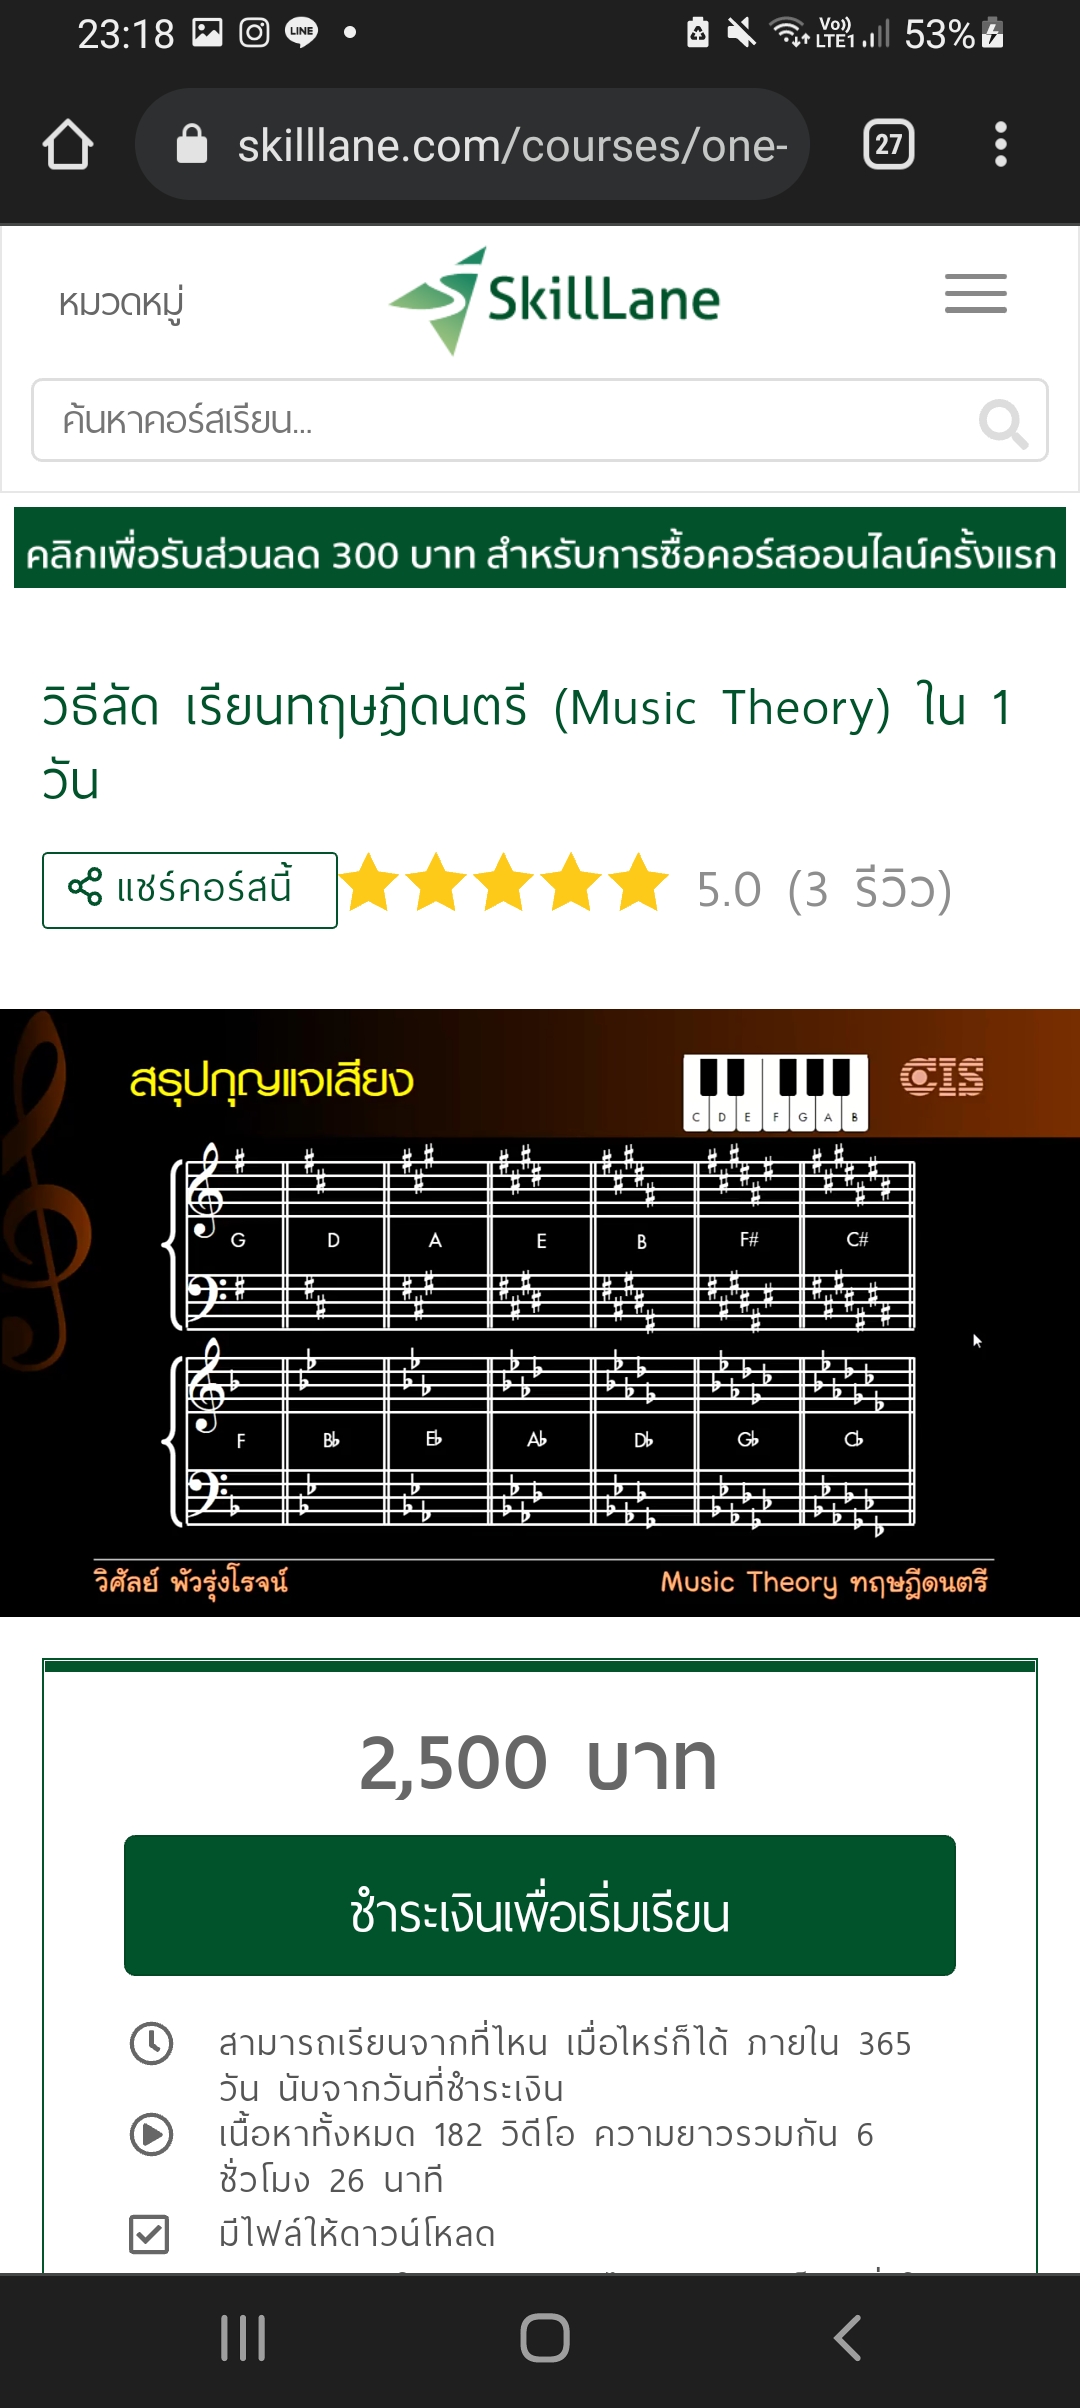 23:18
LINE
Vo))
LTE1
53%
skilllane.com/courses/one-
27
หมวดหมู่
SkillLane
ค้นหาคอร์สเรียน...
คลิกเพื่อรับส่วนลด 300 บาท สำหรับการซื้อคอร์สออนไลน์ครั้งแรก
วิธีลัด เรียนทฤษฎีดนตรี (Music Theory) ใน 1
วัน
แชร์คอร์สนี้
5.0 (3 รีวิว)
สรุปกุญแจเสียง
C D E F G A B
CIS
G D A E B F# C#
F B♭ E♭ A♭ D♭ G♭ C♭
วิศัลย์ พัวรุ่งโรจน์
Music Theory ทฤษฎีดนตรี
2,500 บาท
ชำระเงินเพื่อเริ่มเรียน
สามารถเรียนจากที่ไหน เมื่อไหร่ก็ได้ ภายใน 365
วัน นับจากวันที่ชำระเงิน
เนื้อหาทั้งหมด 182 วิดีโอ ความยาวรวมกัน 6
ชั่วโมง 26 นาที
มีไฟล์ให้ดาวน์โหลด